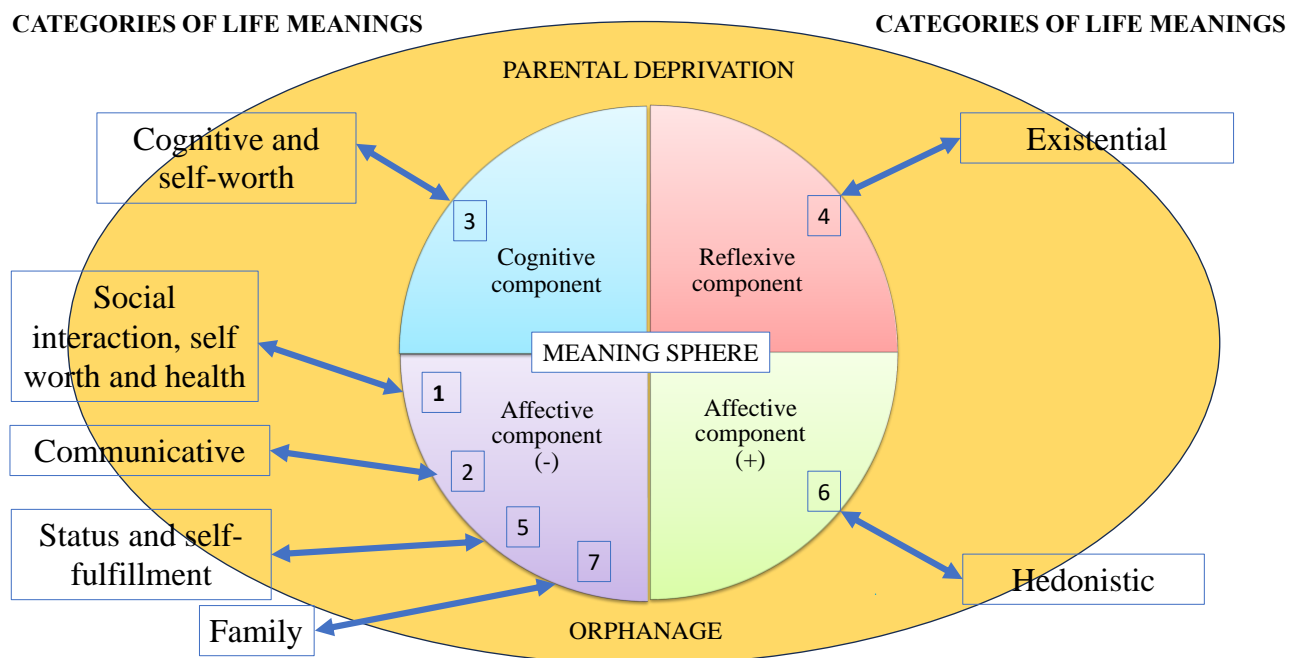 CATEGORIES OF LIFE MEANINGS
CATEGORIES OF LIFE MEANINGS
PARENTAL DEPRIVATION
Cognitive and
self-worth
Existential
3
4
Cognitive
component
Reflexive
component
Social
interaction, self
worth and health
MEANING SPHERE
1
Affective
component
(-)
Affective
component
(+)
Communicative
2
6
Status and self-
fulfillment
5
7
Hedonistic
Family
ORPHANAGE